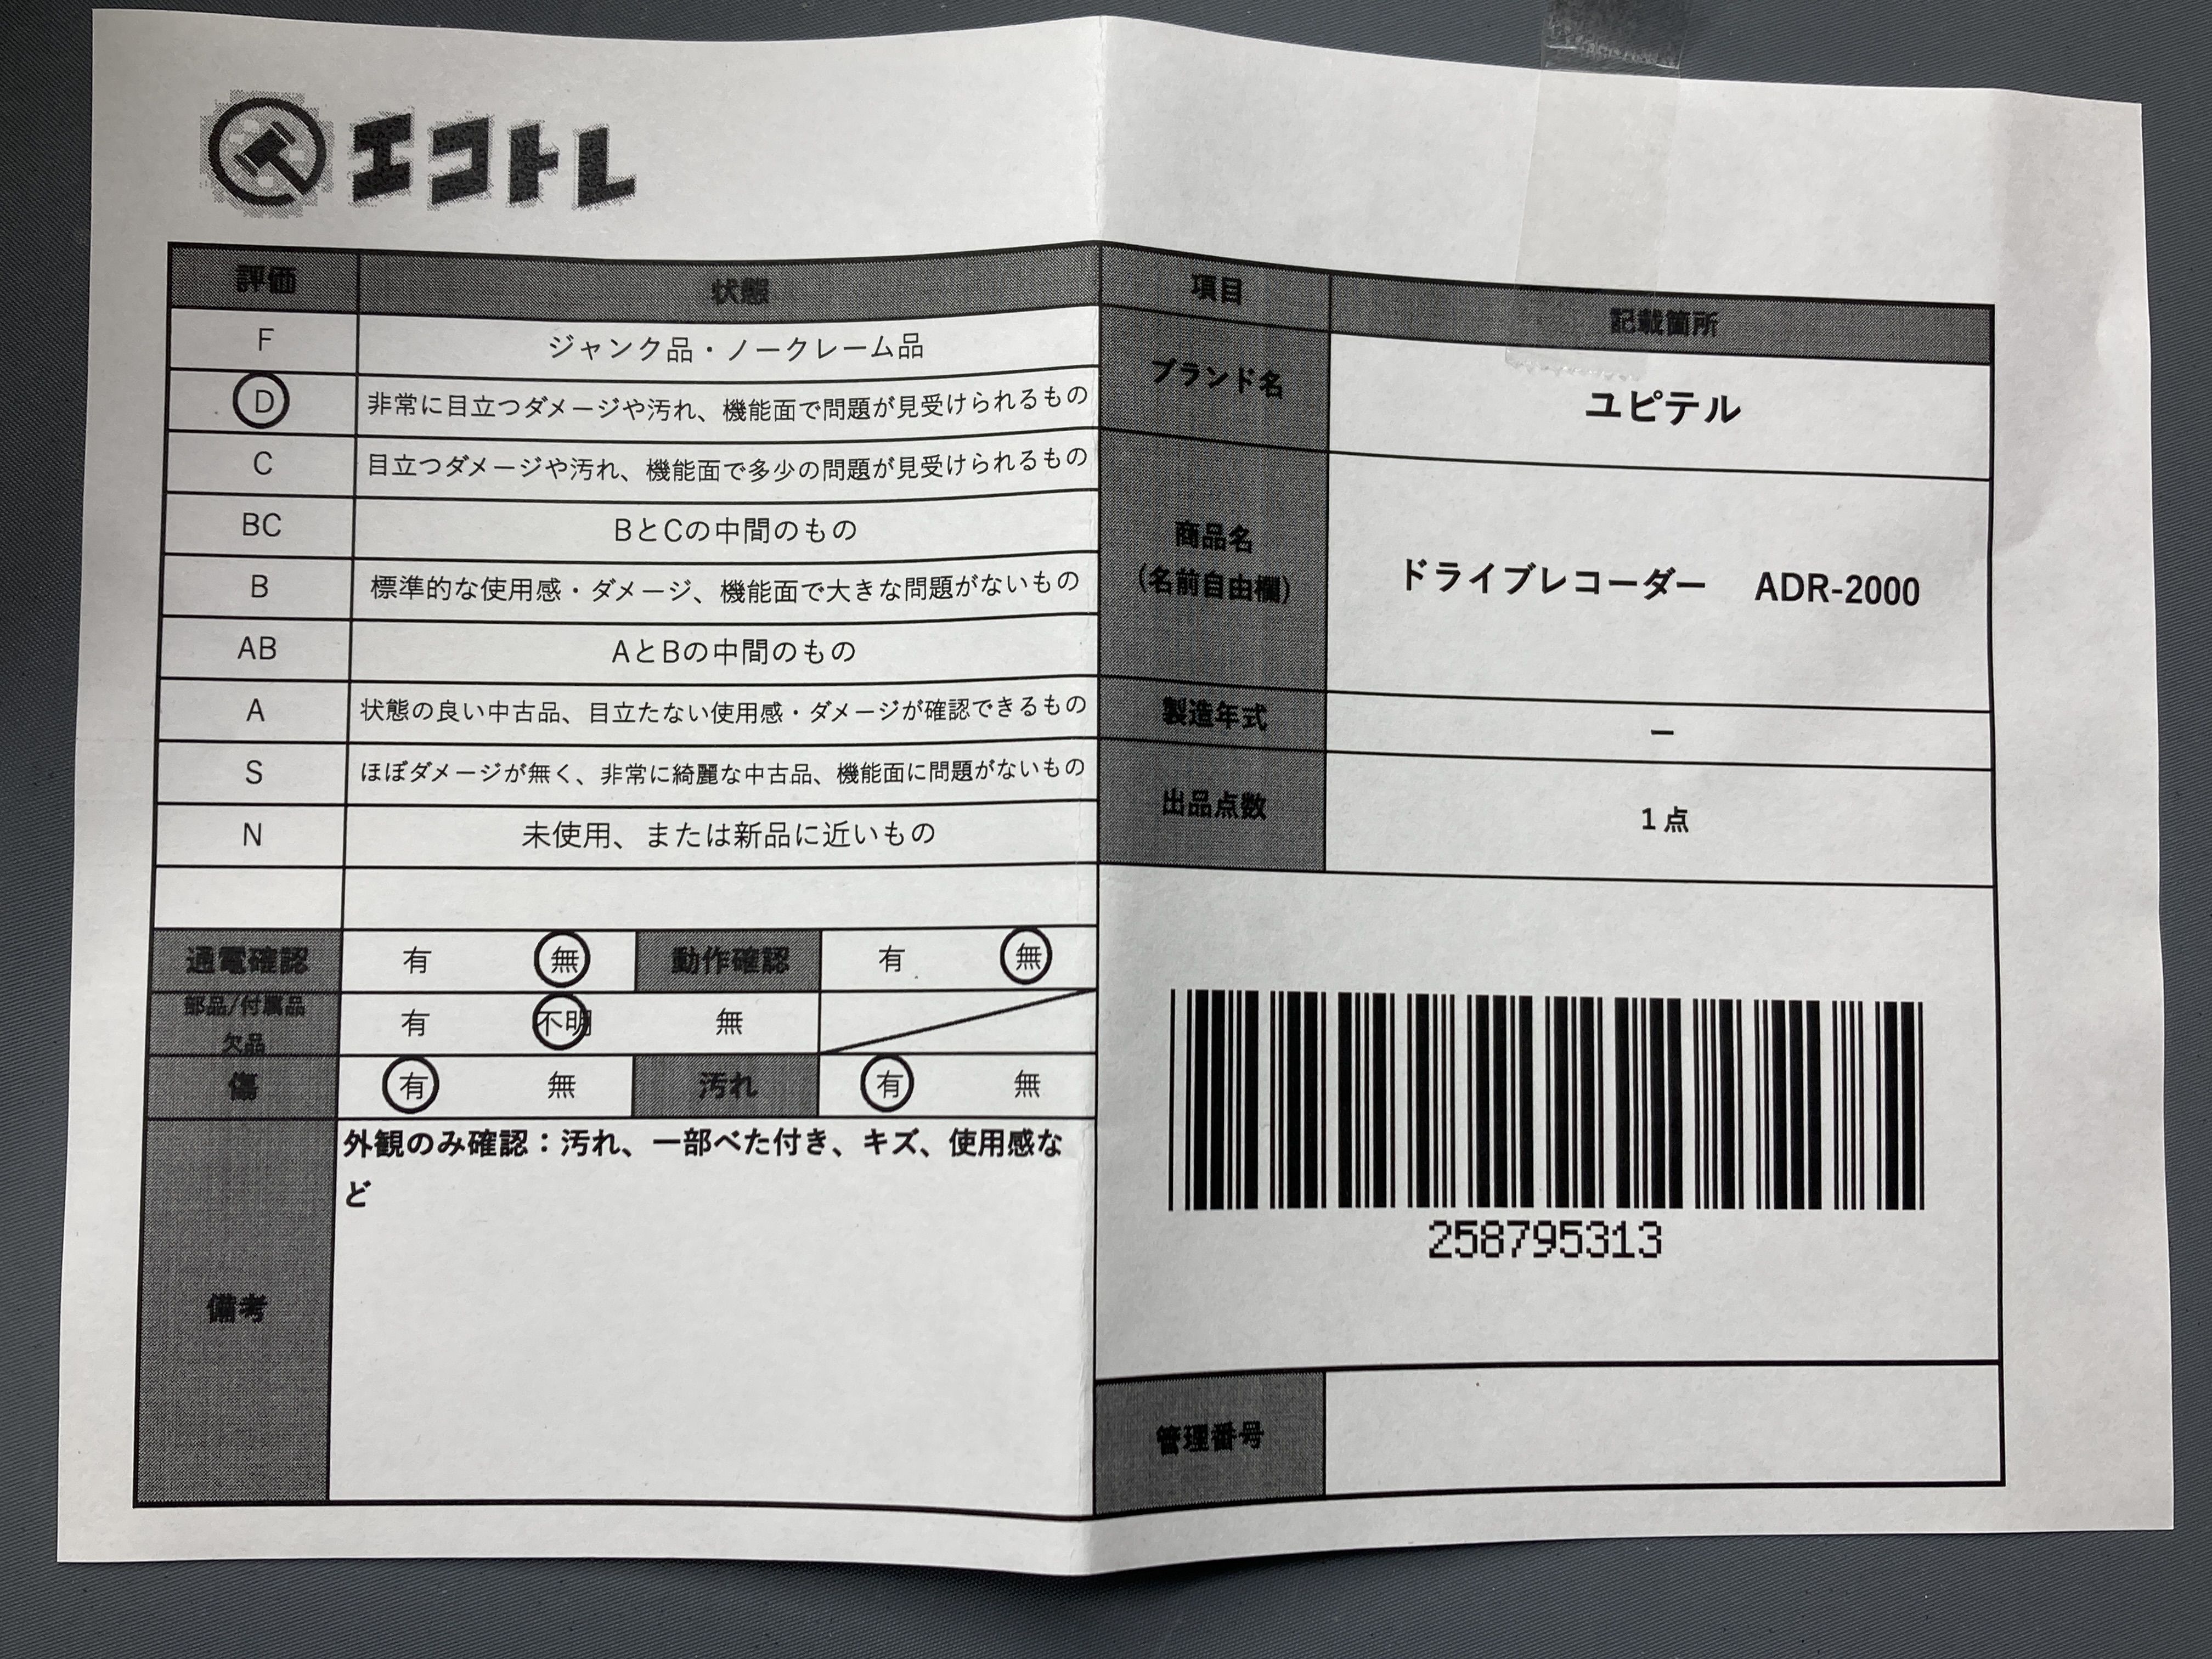 エコトレ
評価 状態
F ジャンク品・ノークレーム品
D 非常に目立つダメージや汚れ、機能面で問題が見受けられるもの
C 目立つダメージや汚れ、機能面で多少の問題が見受けられるもの
BC BとCの中間のもの
B 標準的な使用感・ダメージ、機能面で大きな問題がないもの
AB AとBの中間のもの
A 状態の良い中古品、目立たない使用感・ダメージが確認できるもの
S ほぼダメージが無く、非常に綺麗な中古品、機能面に問題がないもの
N 未使用、または新品に近いもの
通電確認 有 無 動作確認 有 無
部品/付属品
欠品 有 不明 無
傷 有 無 汚れ 有 無
備考
外観のみ確認：汚れ、一部べた付き、キズ、使用感な
ど
項目 記載箇所
ブランド名 ユピテル
商品名
(名前自由欄)
ドライブレコーダー ADR-2000
製造年式 ー
出品点数 1点
258795313
管理番号